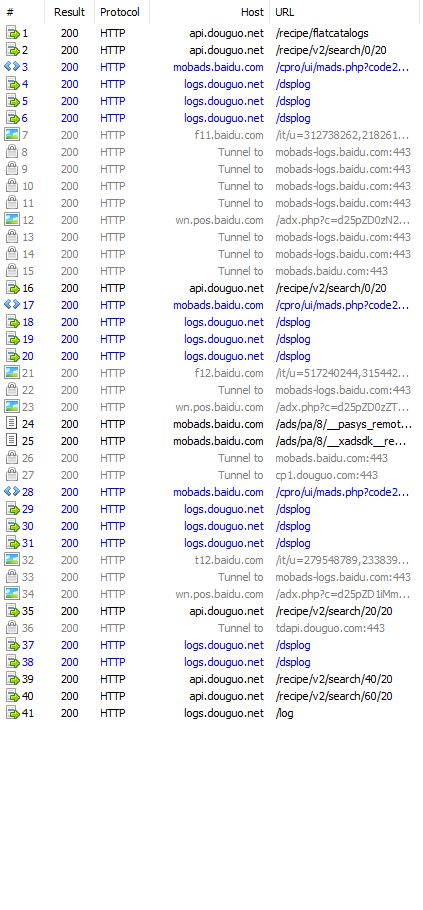 # Result Protocol Host URL
1 200 HTTP api.douguo.net /recipe/flatcatalogs
2 200 HTTP api.douguo.net /recipe/v2/search/0/20
3 200 HTTP mobads.baidu.com /cpro/ui/mads.php?code2...
4 200 HTTP logs.douguo.net /dsplog
5 200 HTTP logs.douguo.net /dsplog
6 200 HTTP logs.douguo.net /dsplog
7 200 HTTP f11.baidu.com /it/u=312738262,218261...
8 200 HTTP Tunnel to mobads-logs.baidu.com:443
9 200 HTTP Tunnel to mobads-logs.baidu.com:443
10 200 HTTP Tunnel to mobads-logs.baidu.com:443
11 200 HTTP Tunnel to mobads-logs.baidu.com:443
12 200 HTTP wn.pos.baidu.com /adx.php?c=d25pZD0zN2...
13 200 HTTP Tunnel to mobads-logs.baidu.com:443
14 200 HTTP Tunnel to mobads-logs.baidu.com:443
15 200 HTTP Tunnel to mobads.baidu.com:443
16 200 HTTP api.douguo.net /recipe/v2/search/0/20
17 200 HTTP mobads.baidu.com /cpro/ui/mads.php?code2...
18 200 HTTP logs.douguo.net /dsplog
19 200 HTTP logs.douguo.net /dsplog
20 200 HTTP logs.douguo.net /dsplog
21 200 HTTP f12.baidu.com /it/u=517240244,315442...
22 200 HTTP Tunnel to mobads-logs.baidu.com:443
23 200 HTTP wn.pos.baidu.com /adx.php?c=d25pZD0zZT...
24 200 HTTP mobads.baidu.com /ads/pa/8/__pasys_remot...
25 200 HTTP mobads.baidu.com /ads/pa/8/__xadsdk__re...
26 200 HTTP Tunnel to mobads.baidu.com:443
27 200 HTTP Tunnel to cp1.douguo.com:443
28 200 HTTP mobads.baidu.com /cpro/ui/mads.php?code2...
29 200 HTTP logs.douguo.net /dsplog
30 200 HTTP logs.douguo.net /dsplog
31 200 HTTP logs.douguo.net /dsplog
32 200 HTTP t12.baidu.com /it/u=279548789,233839...
33 200 HTTP Tunnel to mobads-logs.baidu.com:443
34 200 HTTP wn.pos.baidu.com /adx.php?c=d25pZD1iMm...
35 200 HTTP api.douguo.net /recipe/v2/search/20/20
36 200 HTTP Tunnel to tdapi.douguo.com:443
37 200 HTTP logs.douguo.net /dsplog
38 200 HTTP logs.douguo.net /dsplog
39 200 HTTP api.douguo.net /recipe/v2/search/40/20
40 200 HTTP api.douguo.net /recipe/v2/search/60/20
41 200 HTTP logs.douguo.net /log